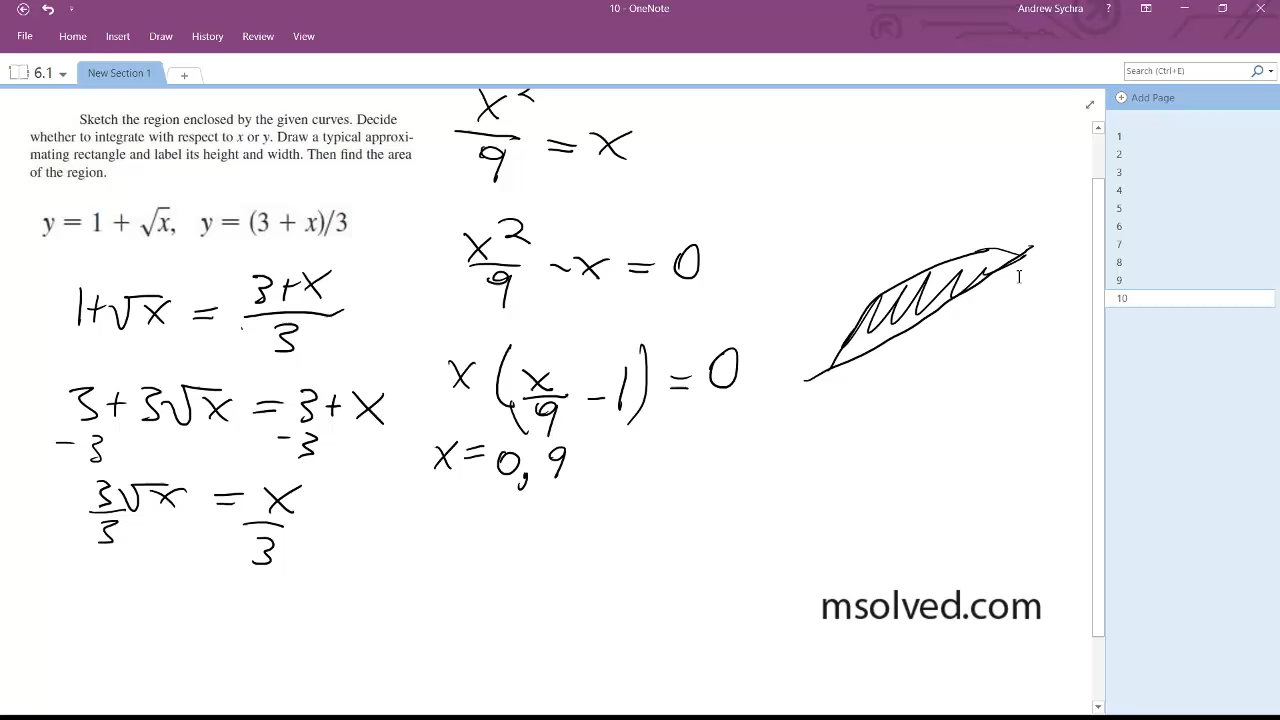 10 - OneNote
Andrew Sychra
?
File Home Insert Draw History Review View
6.1
New Section 1
+
Search (Ctrl+E)
Add Page
1
2
3
4
5
6
7
8
9
10
Sketch the region enclosed by the given curves. Decide
whether to integrate with respect to x or y. Draw a typical approxi-
mating rectangle and label its height and width. Then find the area
of the region.
y = 1 + √x, y = (3 + x)/3
1+√x = (3+x)/3
3 + 3√x = 3 + x
-3 -3
3√x/3 = x/3
x²/9 = x
x²/9 - x = 0
x(x/9 - 1) = 0
x = 0, 9
msolved.com